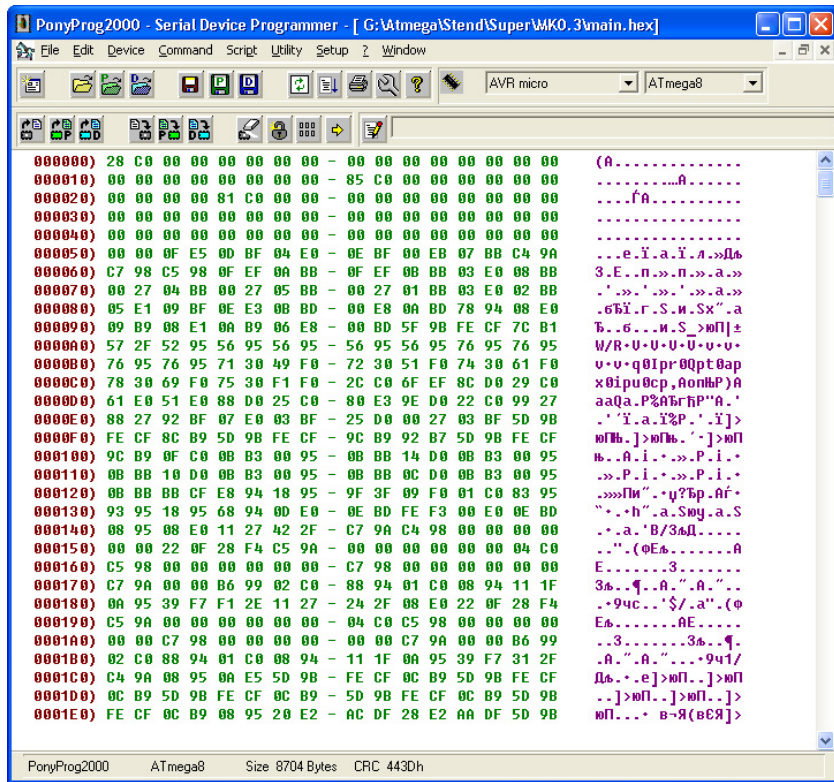 PonyProg2000 - Serial Device Programmer - [ G:\Atmega\Stend\Super\MK0.3\main.hex]
File Edit Device Command Script Utility Setup ? Window
AVR micro ATmega8
000000) 28 C0 00 00 00 00 00 00 - 00 00 00 00 00 00 00 00 (А..............
000010) 00 00 00 00 00 00 00 00 - 85 C0 00 00 00 00 00 00 ........…А......
000020) 00 00 00 00 81 C0 00 00 - 00 00 00 00 00 00 00 00 ....ЃА..........
000030) 00 00 00 00 00 00 00 00 - 00 00 00 00 00 00 00 00 ................
000040) 00 00 00 00 00 00 00 00 - 00 00 00 00 00 00 00 00 ................
000050) 00 00 0F E5 0D BF 04 E0 - 0E BF 00 EB 07 BB C4 9A ...е.ї.а.ї.л.»Дљ
000060) C7 98 C5 98 0F EF 0A BB - 0F EF 0B BB 03 E0 08 BB
000070) 00 27 04 BB 00 27 05 BB - 00 27 01 BB 03 E0 02 BB .'.».'.».'.».а.»
000080) 05 E1 09 BF 0E E3 0B BD - 00 E8 0A BD 78 94 08 E0
000090) 09 B9 08 E1 0A B9 06 E8 - 00 BD 5F 9B FE CF 7C B1
0000A0) 57 2F 52 95 56 95 56 95 - 56 95 56 95 76 95 76 95 W/R•V•V•V•V•v•v•
0000B0) 76 95 76 95 71 30 49 F0 - 72 30 51 F0 74 30 61 F0 v•v•q0Iрr0Qрt0aр
0000C0) 78 30 69 F0 75 30 F1 F0 - 2C C0 6F EF 8C D0 29 C0 x0iрu0ср,АoпЊР)А
0000D0) 61 E0 51 E0 88 D0 25 C0 - 80 E3 9E D0 22 C0 99 27
0000E0) 88 27 92 BF 07 E0 03 BF - 25 D0 00 27 03 BF 5D 9B
0000F0) FE CF 8C B9 5D 9B FE CF - 9C B9 92 B7 5D 9B FE CF
000100) 9C B9 0F C0 0B B3 00 95 - 0B BB 14 D0 0B B3 00 95
000110) 0B BB 10 D0 0B B3 00 95 - 0B BB 0C D0 0B B3 00 95 .».Р.і.•.».Р.і.•
000120) 0B BB BB CF E8 94 18 95 - 9F 3F 09 F0 01 C0 83 95
000130) 93 95 18 95 68 94 0D E0 - 0E BD FE F3 00 E0 0E BD
000140) 08 95 08 E0 11 27 42 2F - C7 9A C4 98 00 00 00 00
000150) 00 00 22 0F 28 F4 C5 9A - 00 00 00 00 00 00 04 C0
000160) C5 98 00 00 00 00 00 00 - C7 98 00 00 00 00 00 00
000170) C7 9A 00 00 B6 99 02 C0 - 88 94 01 C0 08 94 11 1F
000180) 0A 95 39 F7 F1 2E 11 27 - 24 2F 08 E0 22 0F 28 F4
000190) C5 9A 00 00 00 00 00 00 - 04 C0 C5 98 00 00 00 00
0001A0) 00 00 C7 98 00 00 00 00 - 00 00 C7 9A 00 00 B6 99
0001B0) 02 C0 88 94 01 C0 08 94 - 11 1F 0A 95 39 F7 31 2F
0001C0) C4 9A 08 95 0A E5 5D 9B - FE CF 0C B9 5D 9B FE CF
0001D0) 0C B9 5D 9B FE CF 0C B9 - 5D 9B FE CF 0C B9 5D 9B
0001E0) FE CF 0C B9 08 95 20 E2 - AC DF 28 E2 AA DF 5D 9B
PonyProg2000 ATmega8 Size 8704 Bytes CRC 443Dh